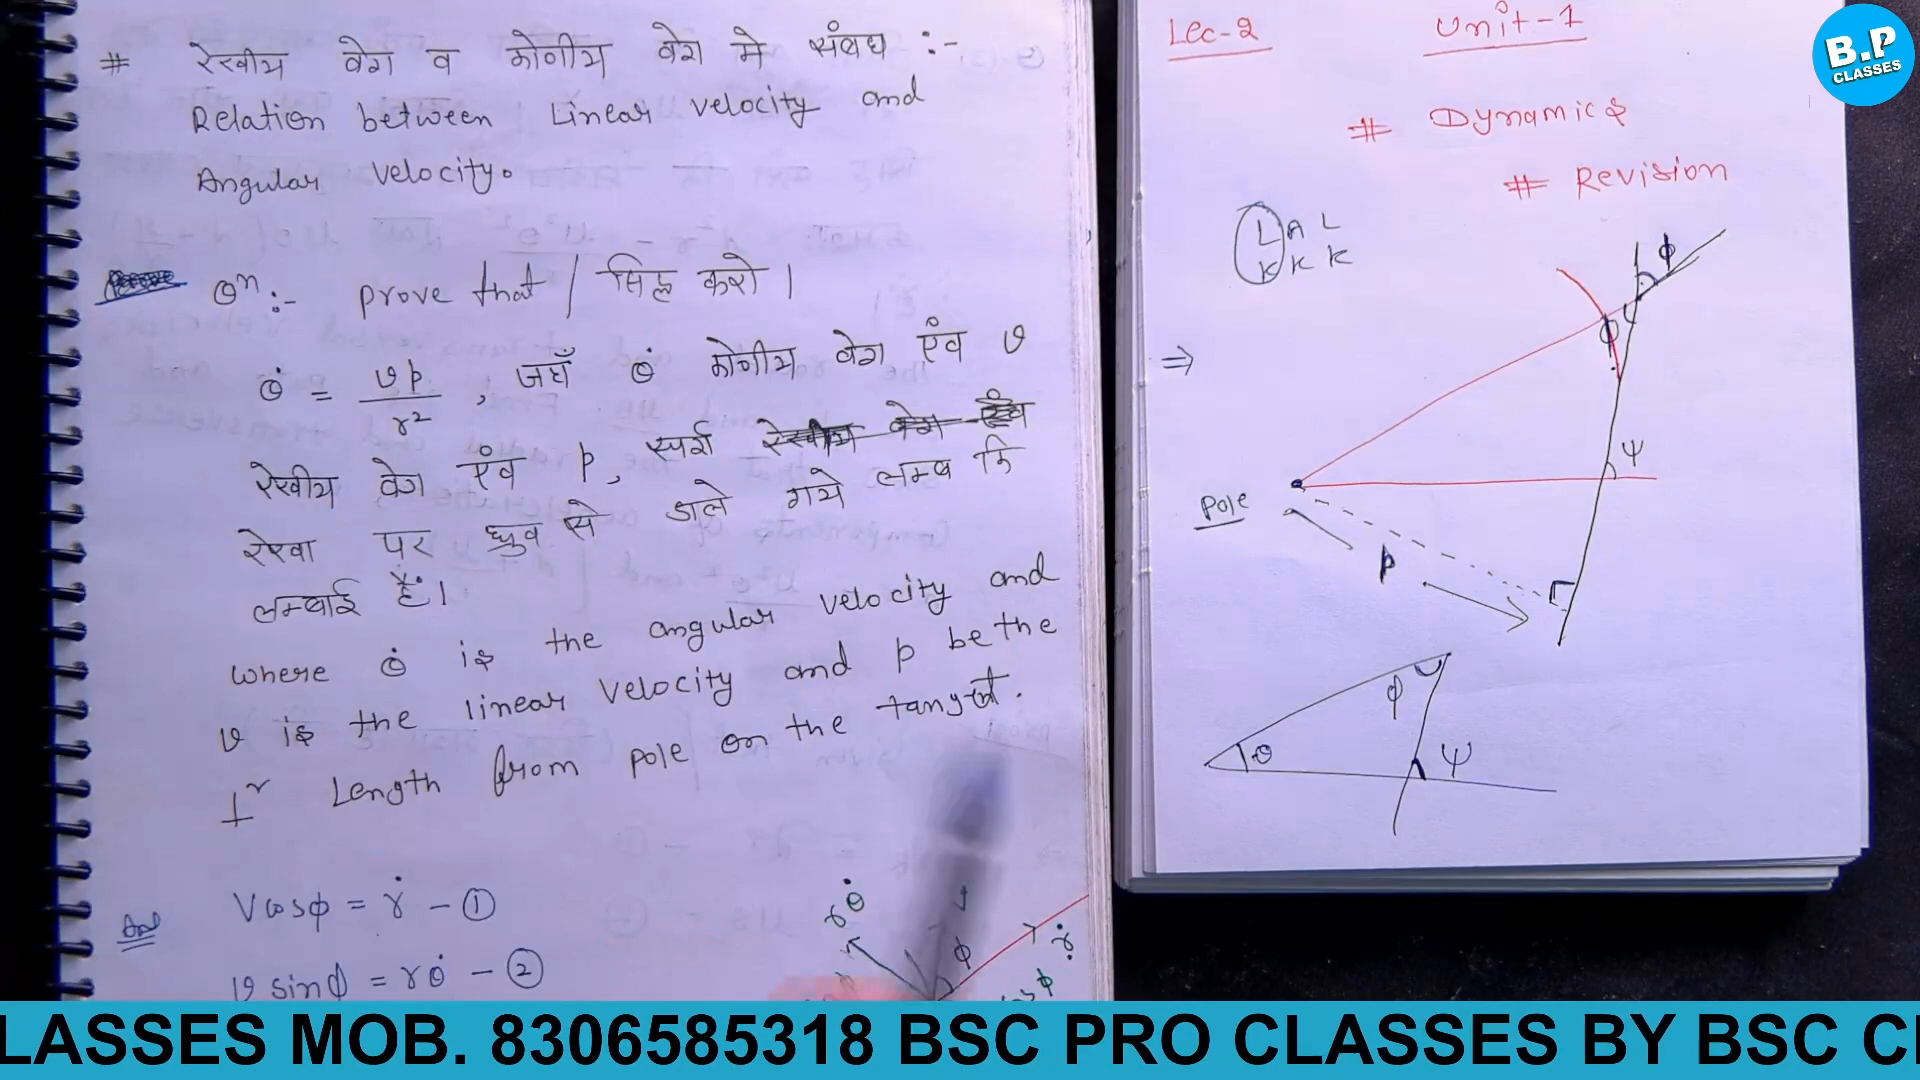 # रेखीय वेग व कोणीय वेग मे संबध :-
Relation between Linear velocity and
Angular velocity.
Qn:- prove that / सिद्ध करो ।
θ̇ = vp / r² , जहाँ θ̇ कोणीय वेग एंव v
रेखीय वेग एंव p, स्पर्श
रेखा पर ध्रुव से डाले गये लम्ब कि
लम्बाई है।
where θ̇ is the angular velocity and
v is the linear velocity and p be the
⊥r Length from pole on the tangent.
Ans
Vcosφ = ṙ - ①
v sinφ = rθ̇ - ②
rθ̇
φ
ṙ
Lec-2 Unit-1
# Dynamics
# Revision
L A L
K K K
φ
⇒
φ
ψ
Pole
p
φ
θ
ψ
B.P
CLASSES
LASSES MOB. 8306585318 BSC PRO CLASSES BY BSC C